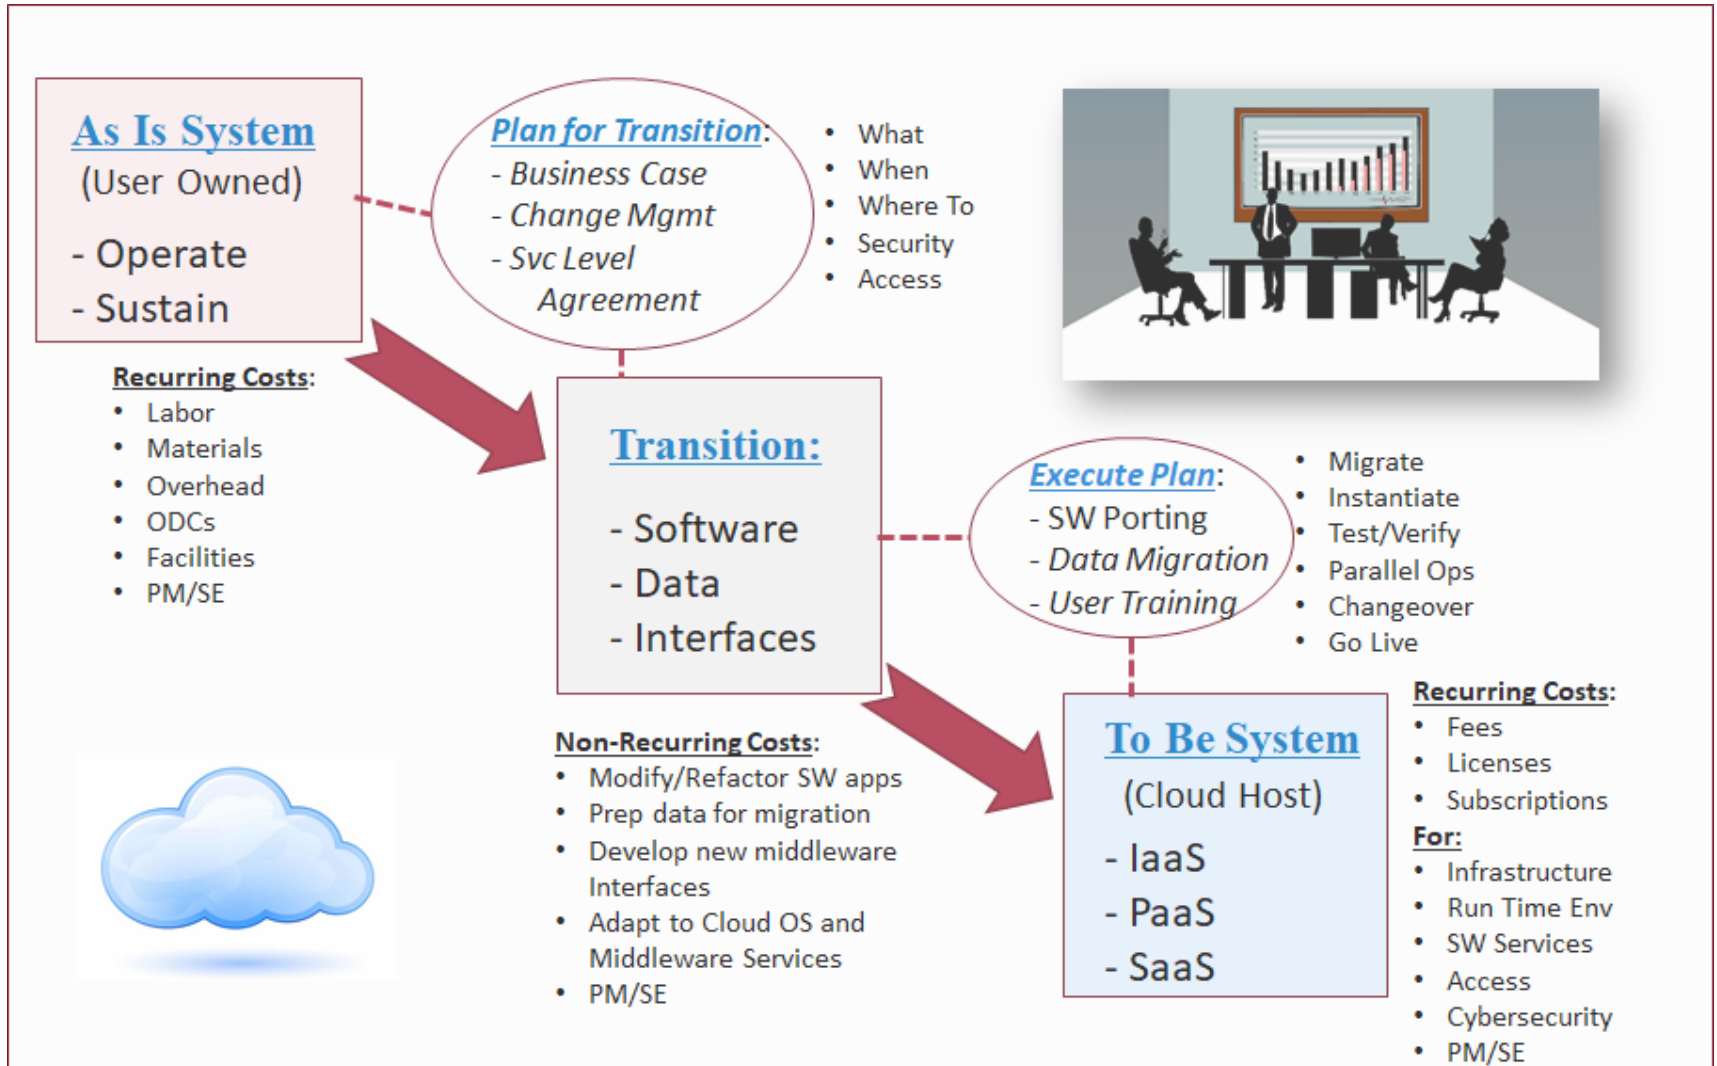 As Is System
(User Owned)
- Operate
- Sustain
Recurring Costs:
• Labor
• Materials
• Overhead
• ODCs
• Facilities
• PM/SE
Plan for Transition:
- Business Case
- Change Mgmt
- Svc Level
Agreement
• What
• When
• Where To
• Security
• Access
Transition:
- Software
- Data
- Interfaces
Non-Recurring Costs:
• Modify/Refactor SW apps
• Prep data for migration
• Develop new middleware
Interfaces
• Adapt to Cloud OS and
Middleware Services
• PM/SE
Execute Plan:
- SW Porting
- Data Migration
- User Training
• Migrate
• Instantiate
• Test/Verify
• Parallel Ops
• Changeover
• Go Live
To Be System
(Cloud Host)
- IaaS
- PaaS
- SaaS
Recurring Costs:
• Fees
• Licenses
• Subscriptions
For:
• Infrastructure
• Run Time Env
• SW Services
• Access
• Cybersecurity
• PM/SE